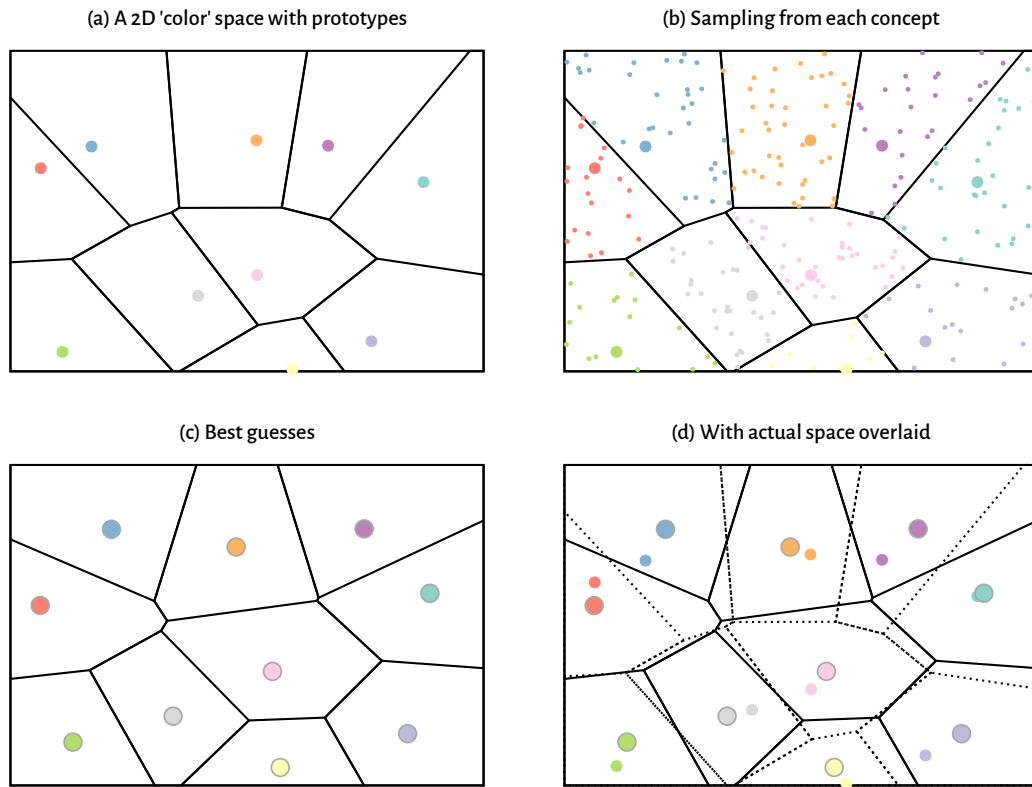 (a) A 2D 'color' space with prototypes
(b) Sampling from each concept
(c) Best guesses
(d) With actual space overlaid